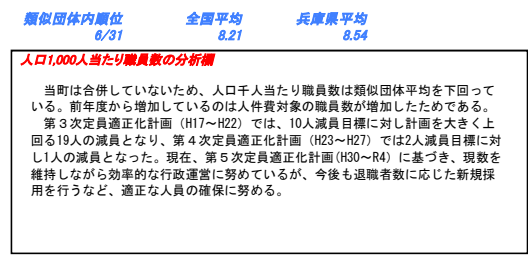 類似団体内順位 全国平均 兵庫県平均
6/31 8.21 8.54
人口1,000人当たり職員数の分析欄
当町は合併していないため、人口千人当たり職員数は類似団体平均を下回って
いる。前年度から増加しているのは人件費対象の職員数が増加したためである。
第３次定員適正化計画（H17～H22）では、10人減員目標に対し計画を大きく上
回る19人の減員となり、第４次定員適正化計画（H23～H27）では2人減員目標に対
し1人の減員となった。現在、第５次定員適正化計画(H30～R4）に基づき、現数を
維持しながら効率的な行政運営に努めているが、今後も退職者数に応じた新規採
用を行うなど、適正な人員の確保に努める。